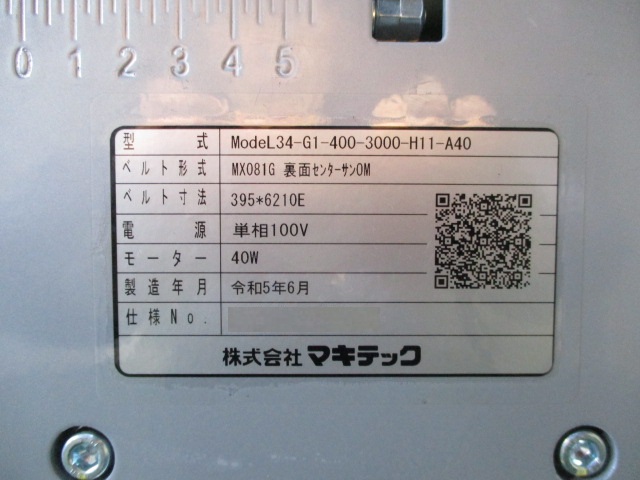 0 1 2 3 4 5
型式 ModeL34-G1-400-3000-H11-A40
ベルト形式 MX081G 裏面センターサンOM
ベルト寸法 395*6210E
電源 単相100V
モーター 40W
製造年月 令和5年6月
仕様No.
株式会社 マキテック